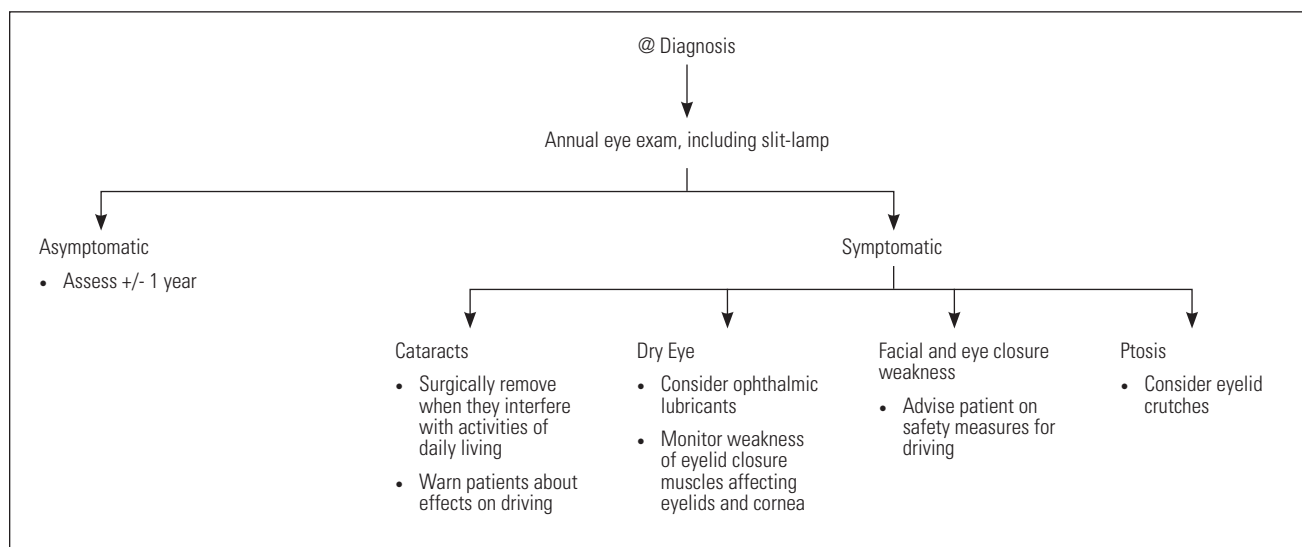 @ Diagnosis
Annual eye exam, including slit-lamp
Asymptomatic
• Assess +/- 1 year
Symptomatic
Cataracts
• Surgically remove
when they interfere
with activities of
daily living
• Warn patients about
effects on driving
Dry Eye
• Consider ophthalmic
lubricants
• Monitor weakness
of eyelid closure
muscles affecting
eyelids and cornea
Facial and eye closure
weakness
• Advise patient on
safety measures for
driving
Ptosis
• Consider eyelid
crutches